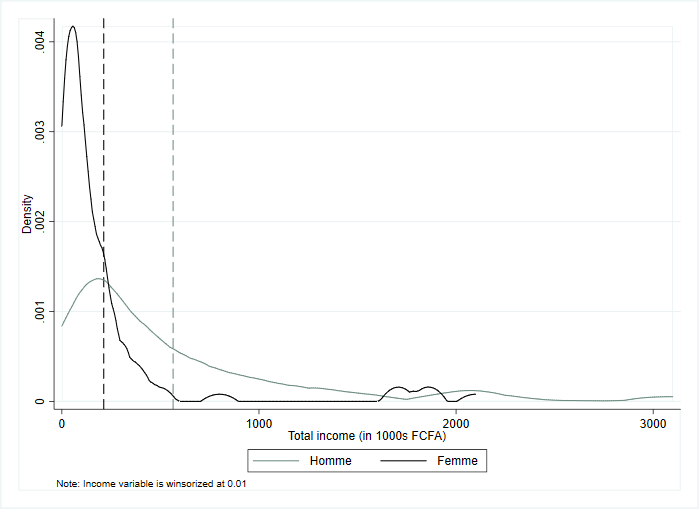 .004
.003
.002
.001
0
Density
0
1000
2000
3000
Total income (in 1000s FCFA)
Homme
Femme
Note: Income variable is winsorized at 0.01